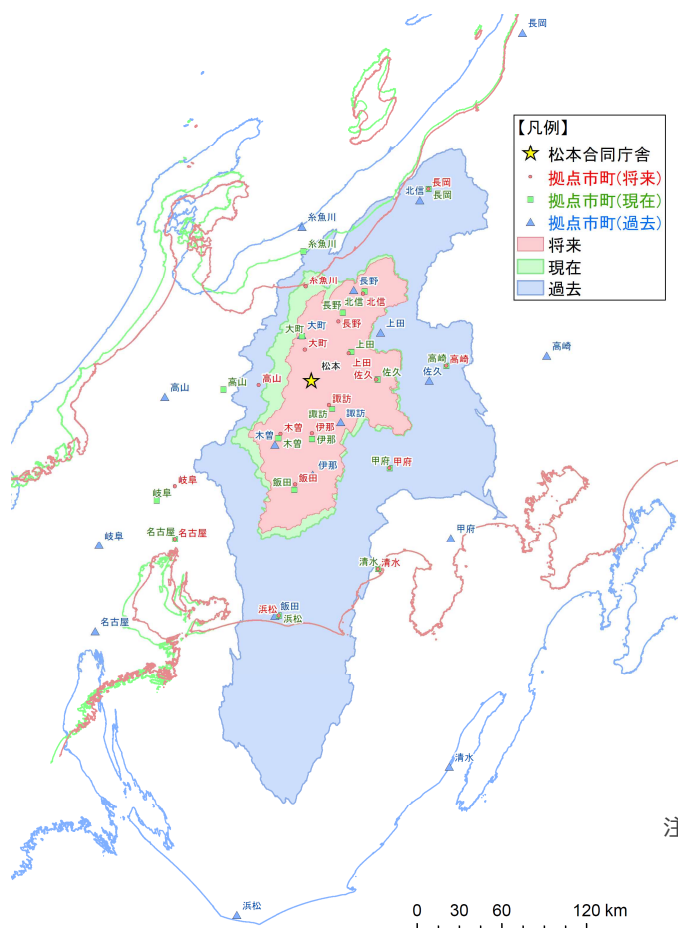 長岡
【凡例】
松本合同庁舎
拠点市町(将来)
拠点市町(現在)
拠点市町(過去)
将来
現在
過去
長岡
長岡
北信
糸魚川
糸魚川
糸魚川
長野
北信
北信
長野
長野
大町
大町
大町
上田
上田
上田
高崎
高崎
高崎
佐久
佐久
佐久
松本
高山
高山
高山
諏訪
諏訪
諏訪
木曽
木曽
木曽
伊那
伊那
伊那
甲府
甲府
飯田
飯田
岐阜
岐阜
名古屋
名古屋
岐阜
甲府
清水
清水
浜松
飯田
浜松
名古屋
清水
注
浜松
0 30 60 120 km